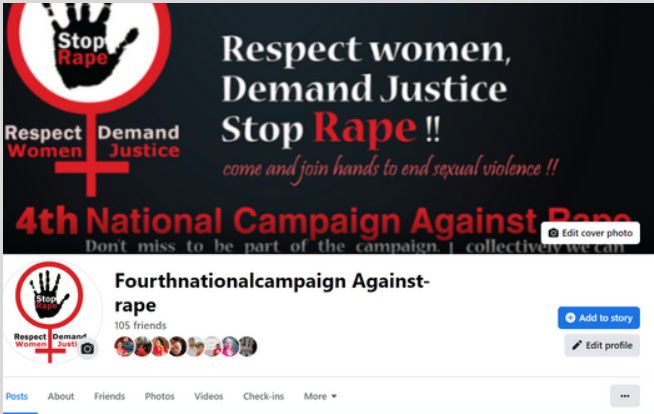 Stop
Rape
Respect Demand
Women Justice
Respect women,
Demand Justice
Stop Rape !!
come and join hands to end sexual violence !!
4th National Campaign Against Rape
Don't miss to be part of the campaign. | collectively we can
Edit cover photo
Stop
Rape
Respect Demand
Women Justi
Fourthnationalcampaign Against-
rape
105 friends
Add to story
Edit profile
Posts About Friends Photos Videos Check-ins More